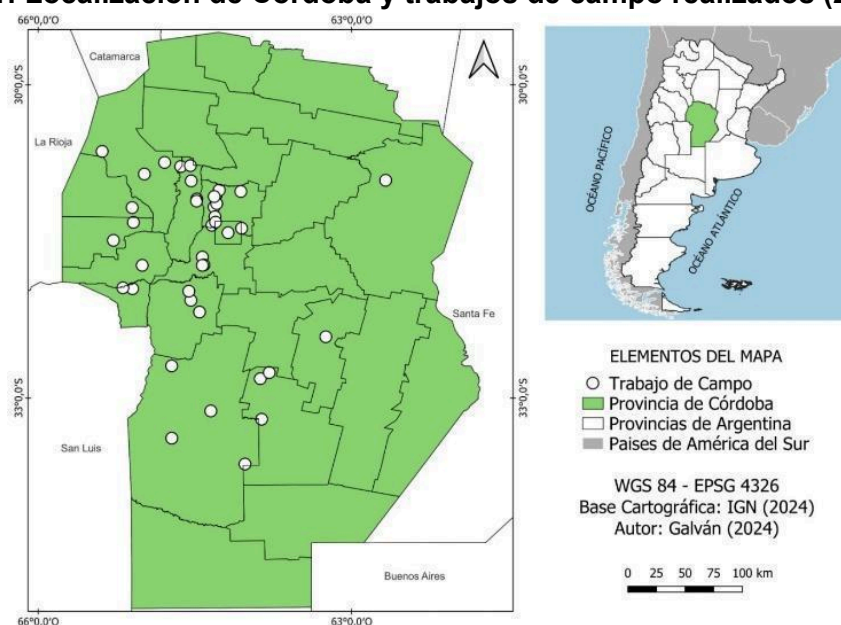 Localización de Córdoba y trabajos de campo realizados
66°0,0'O
63°0,0'O
Catamarca
30°0,0'S
30°0,0'S
La Rioja
Santa Fe
33°0,0'S
33°0,0'S
San Luis
Buenos Aires
66°0,0'O
63°0,0'O
OCÉANO PACÍFICO
OCÉANO ATLÁNTICO
ELEMENTOS DEL MAPA
Trabajo de Campo
Provincia de Córdoba
Provincias de Argentina
Paises de América del Sur
WGS 84 - EPSG 4326
Base Cartográfica: IGN (2024)
Autor: Galván (2024)
0 25 50 75 100 km